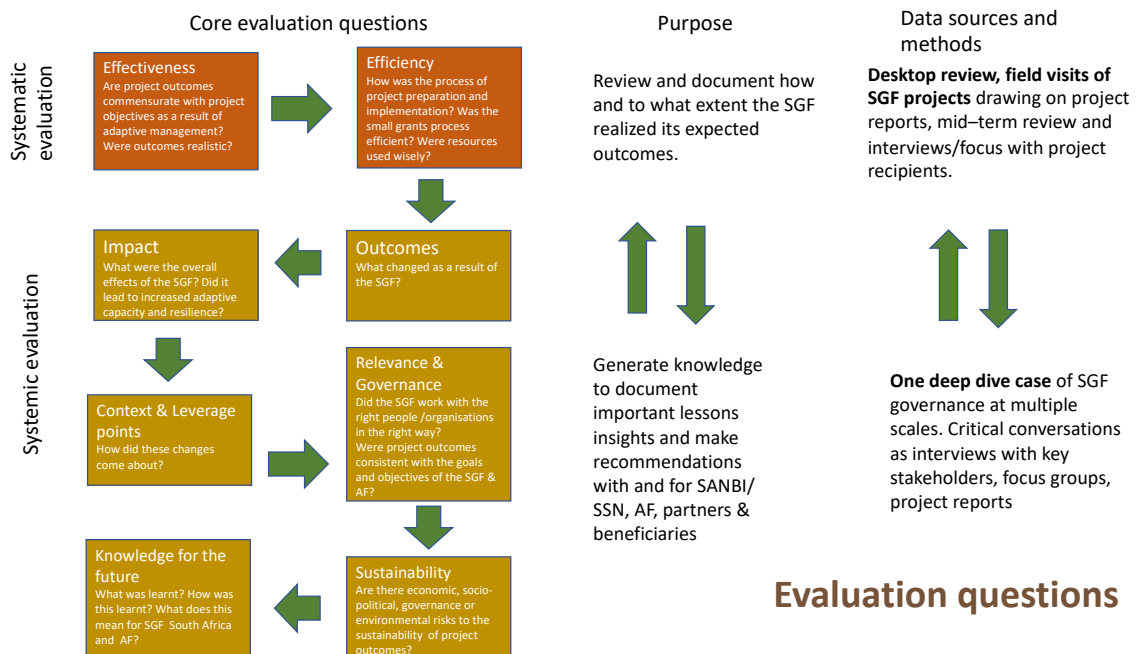 Core evaluation questions
Purpose
Data sources and
methods
Systematic
evaluation
Effectiveness
Are project outcomes
commensurate with project
objectives as a result of
adaptive management?
Were outcomes realistic?
Efficiency
How was the process of
project preparation and
implementation? Was the
small grants process
efficient? Were resources
used wisely?
Review and document how
and to what extent the SGF
realized its expected
outcomes.
Desktop review, field visits of
SGF projects drawing on project
reports, mid–term review and
interviews/focus with project
recipients.
Systemic evaluation
Impact
What were the overall
effects of the SGF? Did it
lead to increased adaptive
capacity and resilience?
Outcomes
What changed as a result of
the SGF?
Context & Leverage
points
How did these changes
come about?
Relevance &
Governance
Did the SGF work with the
right people /organisations
in the right way?
Were project outcomes
consistent with the goals
and objectives of the SGF &
AF?
Generate knowledge
to document
important lessons
insights and make
recommendations
with and for SANBI/
SSN, AF, partners &
beneficiaries
One deep dive case of SGF
governance at multiple
scales. Critical conversations
as interviews with key
stakeholders, focus groups,
project reports
Knowledge for the
future
What was learnt? How was
this learnt? What does this
mean for SGF South Africa
and AF?
Sustainability
Are there economic, socio-
political, governance or
environmental risks to the
sustainability of project
outcomes?
Evaluation questions